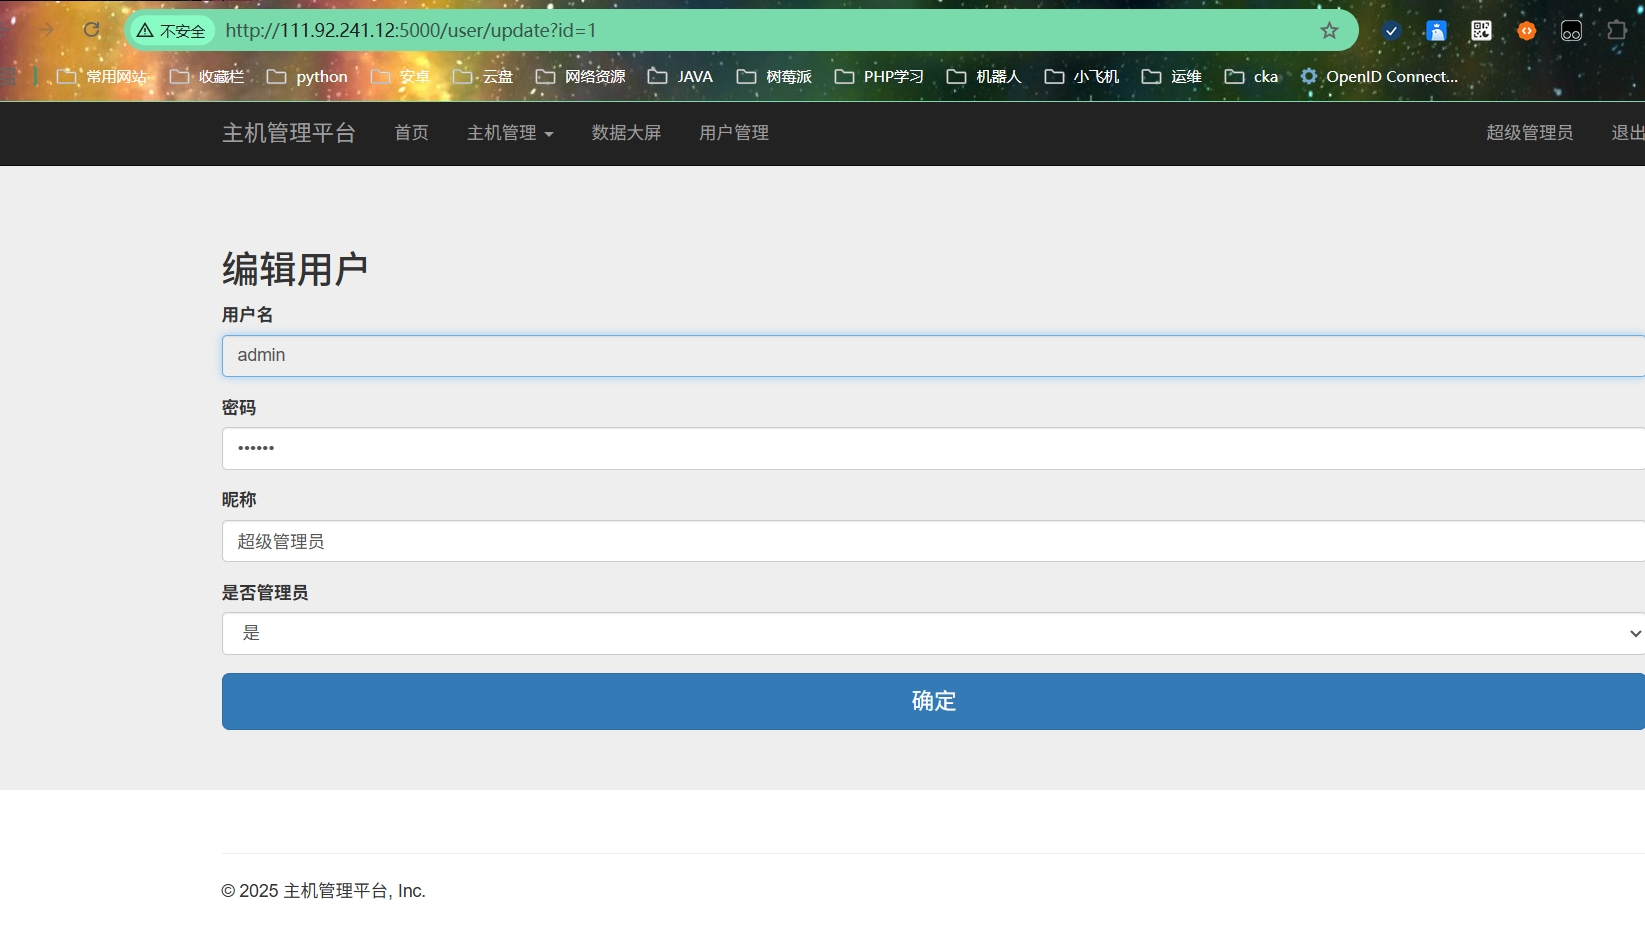 不安全 http://111.92.241.12:5000/user/update?id=1
常用网站 收藏栏 python 安卓 云盘 网络资源 JAVA 树莓派 PHP学习 机器人 小飞机 运维 cka OpenID Connect...
主机管理平台 首页 主机管理 数据大屏 用户管理 超级管理员 退出
编辑用户
用户名
admin
密码
••••••
昵称
超级管理员
是否管理员
是
确定
© 2025 主机管理平台, Inc.